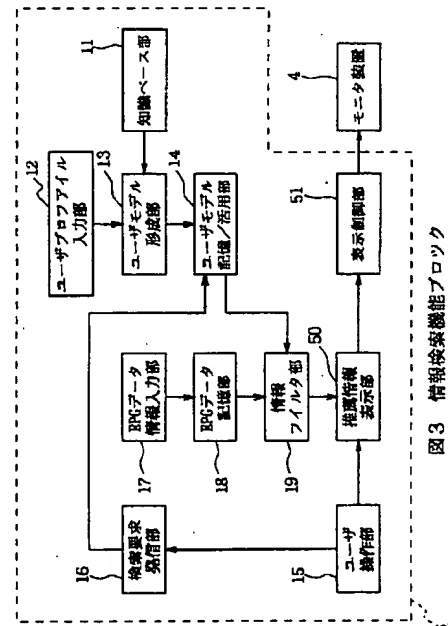 12
ユーザプロファイル
入力部
11
知識ベース部
13
ユーザモデル
形成部
14
ユーザモデル
記憶/活用部
17
EPGデータ
情報入力部
18
EPGデータ
記憶部
19
情報
フィルタ部
16
検索要求
発信部
15
ユーザ
操作部
50
推薦情報
表示部
51
表示制御部
4
モニタ装置
図3 情報検索機能ブロック